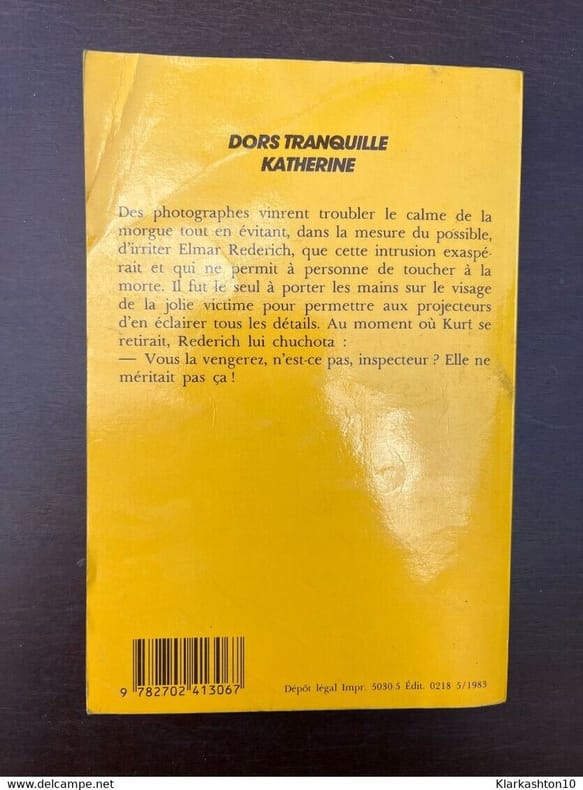 DORS TRANQUILLE
KATHERINE
Des photographes vinrent troubler le calme de la
morgue tout en évitant, dans la mesure du possible,
d'irriter Elmar Rederich, que cette intrusion exaspé-
rait et qui ne permit à personne de toucher à la
morte. Il fut le seul à porter les mains sur le visage
de la jolie victime pour permettre aux projecteurs
d'en éclairer tous les détails. Au moment où Kurt se
retirait, Rederich lui chuchota :
— Vous la vengerez, n'est-ce pas, inspecteur ? Elle ne
méritait pas ça !
9 782702 413067
Dépôt légal Impr. 5030-5 Édit. 0218 5/1983
www.delcampe.net
Klarkashton10